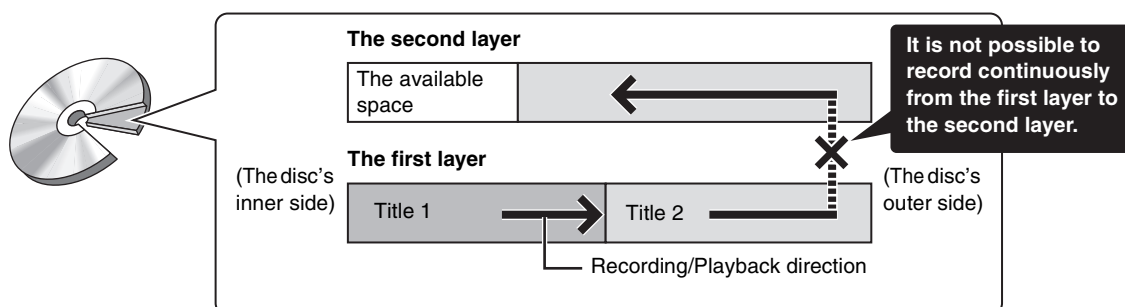 The second layer
The available
space
It is not possible to
record continuously
from the first layer to
the second layer.
The first layer
(The disc's
inner side)
Title 1
Title 2
(The disc's
outer side)
Recording/Playback direction